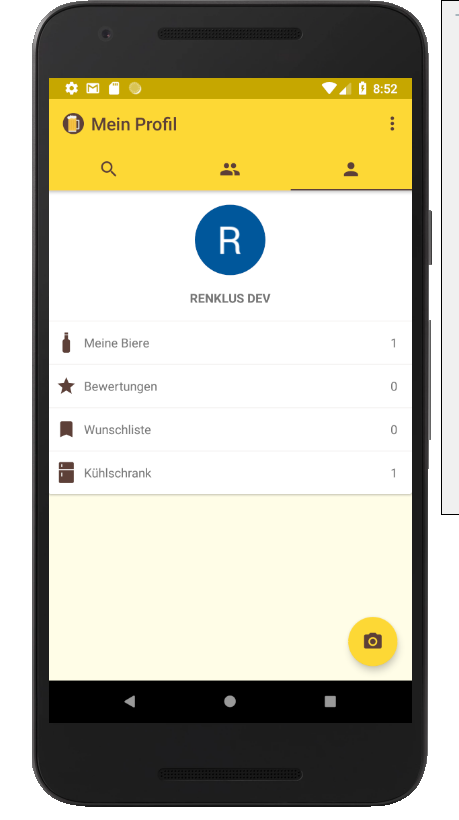 8:52
Mein Profil
R
RENKLUS DEV
Meine Biere 1
Bewertungen 0
Wunschliste 0
Kühlschrank 1